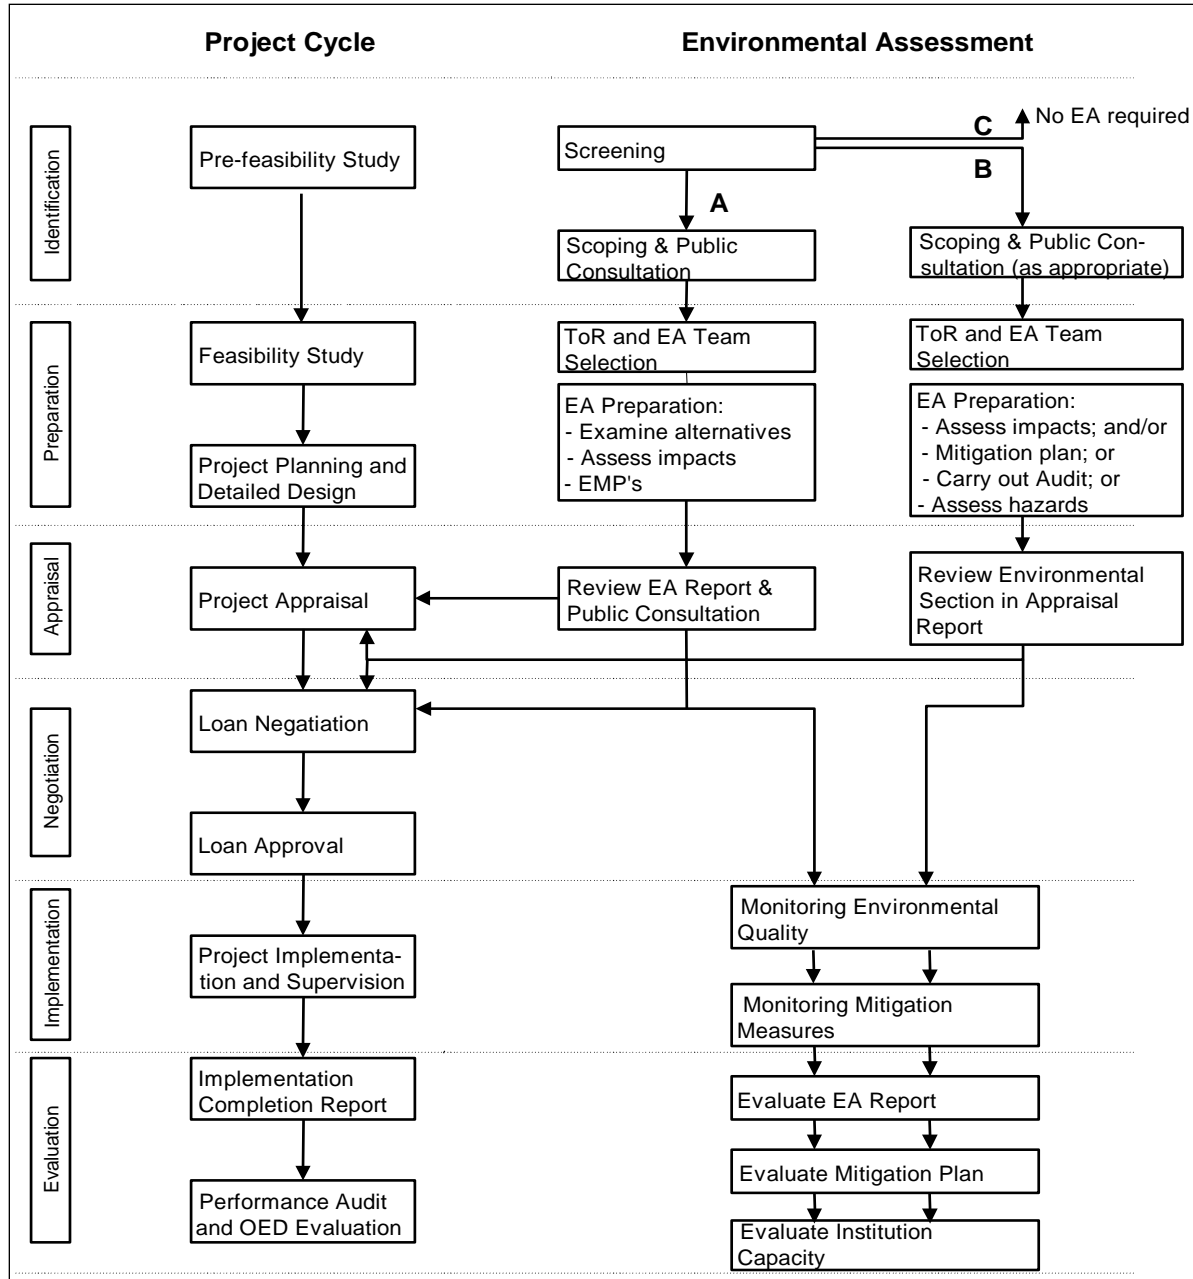 Project Cycle
Environmental Assessment
Identification
Pre-feasibility Study
Screening
C
No EA required
B
A
Scoping & Public
Consultation
Scoping & Public Con-
sultation (as appropriate)
Preparation
Feasibility Study
ToR and EA Team
Selection
ToR and EA Team
Selection
Project Planning and
Detailed Design
EA Preparation:
- Examine alternatives
- Assess impacts
- EMP's
EA Preparation:
- Assess impacts; and/or
- Mitigation plan; or
- Carry out Audit; or
- Assess hazards
Appraisal
Project Appraisal
Review EA Report &
Public Consultation
Review Environmental
Section in Appraisal
Report
Negotiation
Loan Negatiation
Loan Approval
Implementation
Project Implementa-
tion and Supervision
Monitoring Environmental
Quality
Monitoring Mitigation
Measures
Evaluation
Implementation
Completion Report
Performance Audit
and OED Evaluation
Evaluate EA Report
Evaluate Mitigation Plan
Evaluate Institution
Capacity